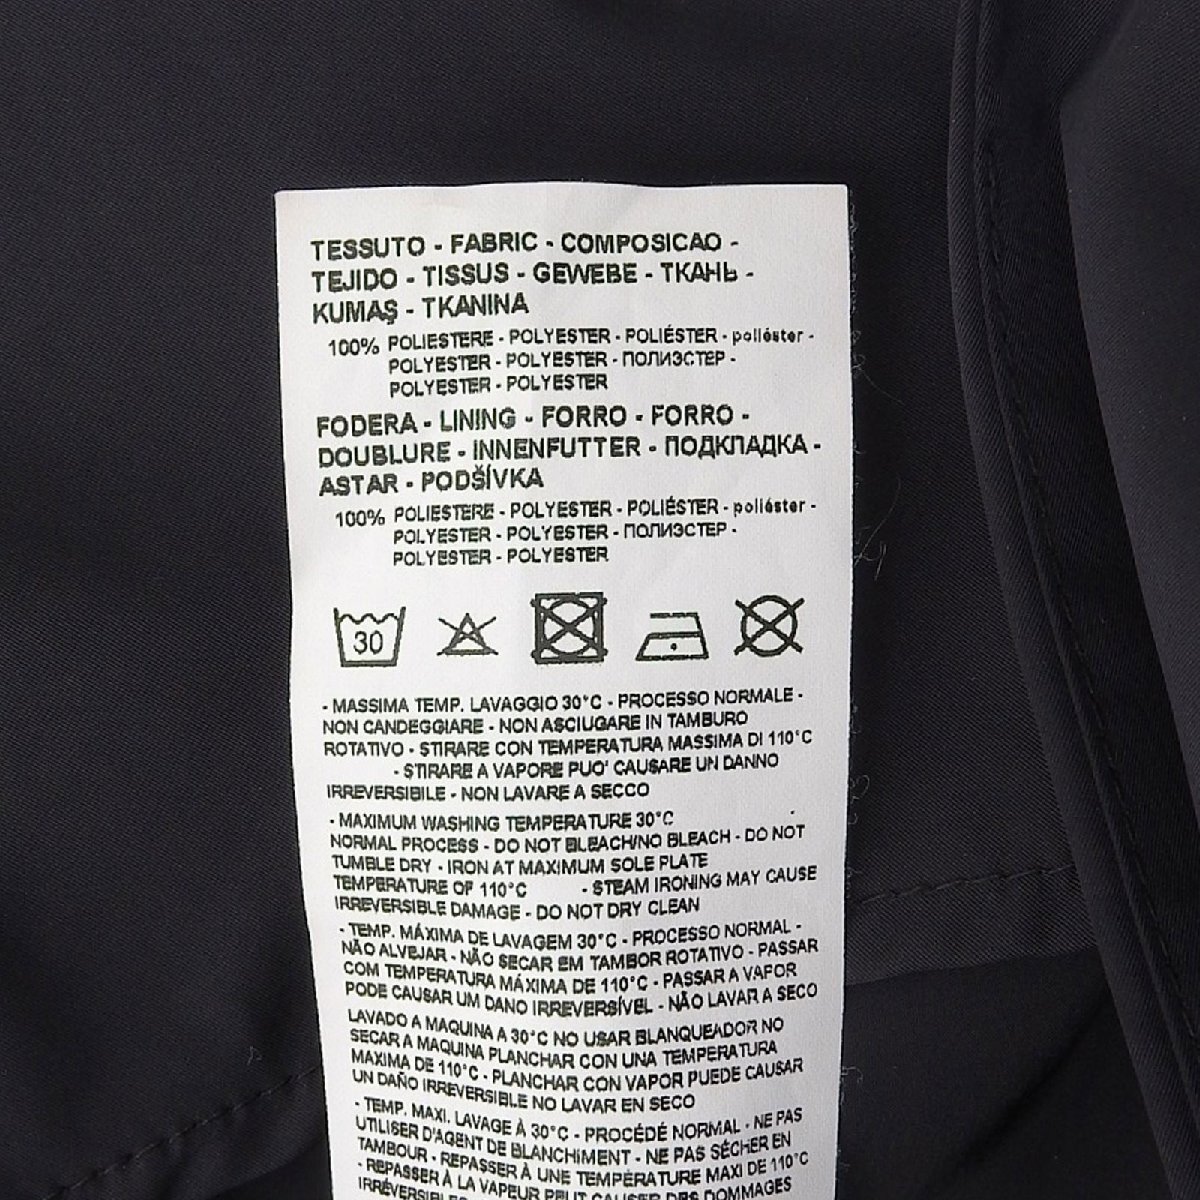 TESSUTO - FABRIC - COMPOSICAO -
TEJIDO - TISSUS - GEWEBE - ТКАНЬ -
KUMAŞ - TKANINA
100% POLIESTERE - POLYESTER - POLIÉSTER - poliéster -
POLYESTER - POLYESTER - ПОЛИЭСТЕР -
POLYESTER - POLYESTER
FODERA - LINING - FORRO - FORRO -
DOUBLURE - INNENFUTTER - ПОДКЛАДКА -
ASTAR - PODŠÍVKA
100% POLIESTERE - POLYESTER - POLIÉSTER - poliéster -
POLYESTER - POLYESTER - ПОЛИЭСТЕР -
POLYESTER - POLYESTER
30
- MASSIMA TEMP. LAVAGGIO 30°C - PROCESSO NORMALE -
NON CANDEGGIARE - NON ASCIUGARE IN TAMBURO
ROTATIVO - STIRARE CON TEMPERATURA MASSIMA DI 110°C
- STIRARE A VAPORE PUO' CAUSARE UN DANNO
IRREVERSIBILE - NON LAVARE A SECCO
- MAXIMUM WASHING TEMPERATURE 30°C -
NORMAL PROCESS - DO NOT BLEACH/NO BLEACH - DO NOT
TUMBLE DRY - IRON AT MAXIMUM SOLE PLATE
TEMPERATURE OF 110°C - STEAM IRONING MAY CAUSE
IRREVERSIBLE DAMAGE - DO NOT DRY CLEAN
- TEMP. MÁXIMA DE LAVAGEM 30°C - PROCESSO NORMAL -
NÃO ALVEJAR - NÃO SECAR EM TAMBOR ROTATIVO - PASSAR
COM TEMPERATURA MÁXIMA DE 110°C - PASSAR A VAPOR
PODE CAUSAR UM DANO IRREVERSÍVEL - NÃO LAVAR A SECO
LAVADO A MAQUINA A 30°C NO USAR BLANQUEADOR NO
SECAR A MAQUINA PLANCHAR CON UNA TEMPERATURA
MAXIMA DE 110°C - PLANCHAR CON VAPOR PUEDE CAUSAR
UN DAÑO IRREVERSIBLE NO LAVAR EN SECO
- TEMP. MAXI. LAVAGE À 30°C - PROCÉDÉ NORMAL - NE PAS
UTILISER D'AGENT DE BLANCHIMENT - NE PAS SÉCHER EN
TAMBOUR - REPASSER À UNE TEMPÉRATURE MAXI DE 110°C
- REPASSER À LA VAPEUR PEUT CAUSER DES DOMMAGES